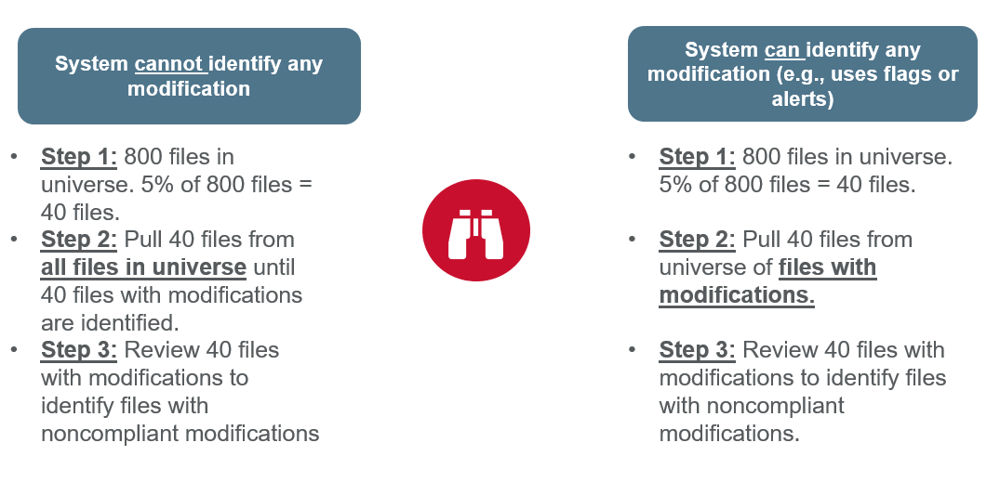 System cannot identify any
modification
• Step 1: 800 files in
universe. 5% of 800 files =
40 files.
• Step 2: Pull 40 files from
all files in universe until
40 files with modifications
are identified.
• Step 3: Review 40 files
with modifications to
identify files with
noncompliant modifications
System can identify any
modification (e.g., uses flags or
alerts)
• Step 1: 800 files in universe.
5% of 800 files = 40 files.
• Step 2: Pull 40 files from
universe of files with
modifications.
• Step 3: Review 40 files with
modifications to identify files
with noncompliant
modifications.